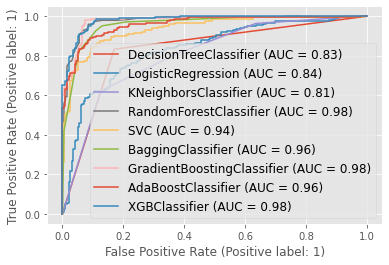 1.0
0.8
0.6
0.4
0.2
0.0
True Positive Rate (Positive label: 1)
DecisionTreeClassifier (AUC = 0.83)
LogisticRegression (AUC = 0.84)
KNeighborsClassifier (AUC = 0.81)
RandomForestClassifier (AUC = 0.98)
SVC (AUC = 0.94)
BaggingClassifier (AUC = 0.96)
GradientBoostingClassifier (AUC = 0.98)
AdaBoostClassifier (AUC = 0.96)
XGBClassifier (AUC = 0.98)
0.0 0.2 0.4 0.6 0.8 1.0
False Positive Rate (Positive label: 1)